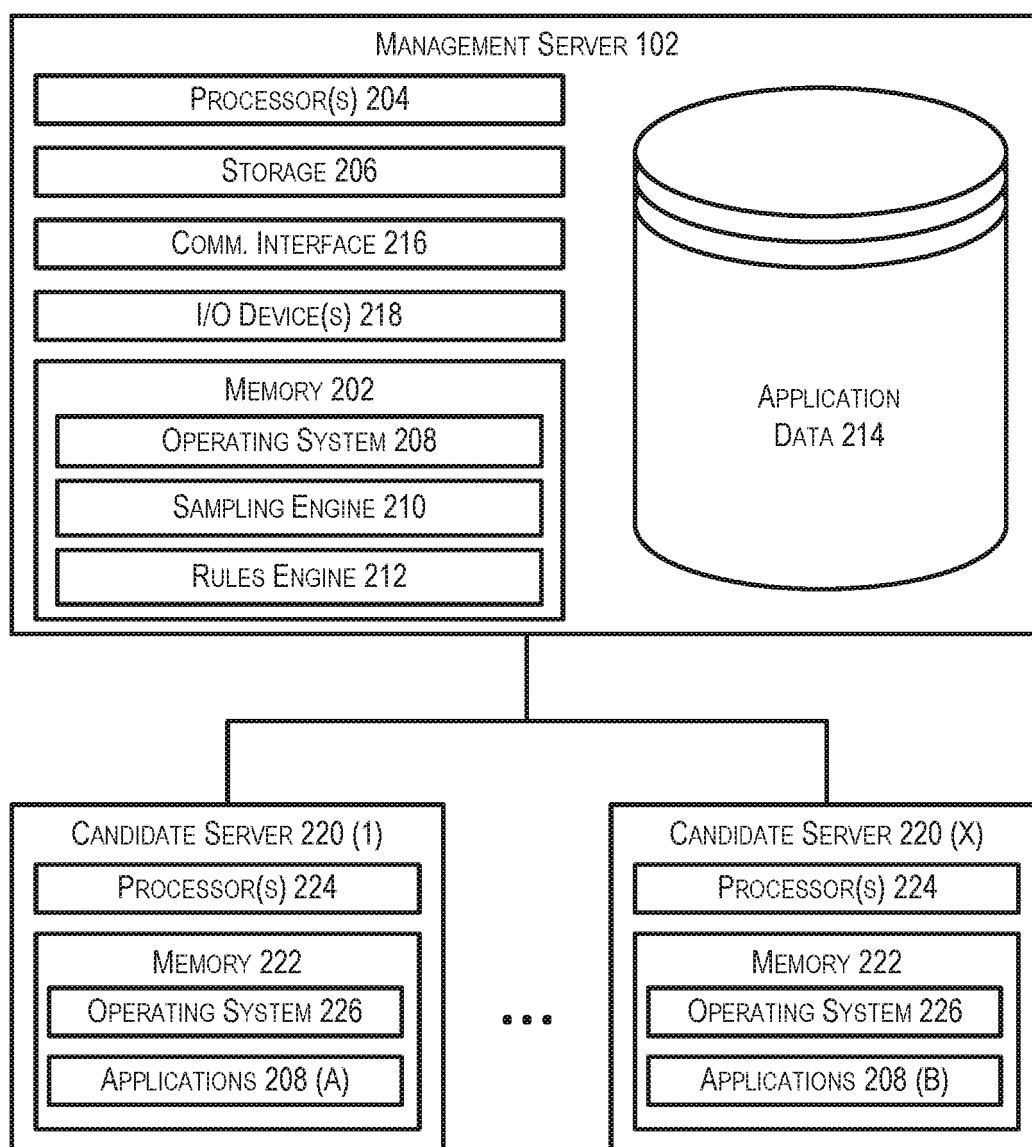 MANAGEMENT SERVER 102
PROCESSOR(S) 204
STORAGE 206
COMM. INTERFACE 216
I/O DEVICE(S) 218
MEMORY 202
OPERATING SYSTEM 208
SAMPLING ENGINE 210
RULES ENGINE 212
APPLICATION
DATA 214
CANDIDATE SERVER 220 (1)
PROCESSOR(S) 224
MEMORY 222
OPERATING SYSTEM 226
APPLICATIONS 208 (A)
...
CANDIDATE SERVER 220 (X)
PROCESSOR(S) 224
MEMORY 222
OPERATING SYSTEM 226
APPLICATIONS 208 (B)